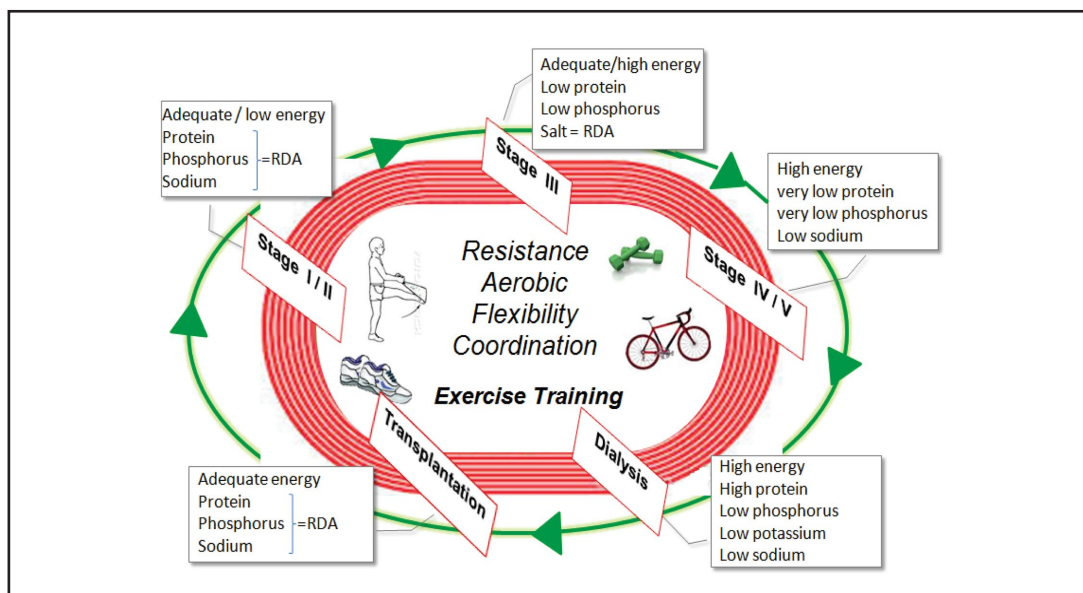 Adequate/high energy
Low protein
Low phosphorus
Salt = RDA
Adequate / low energy
Protein
Phosphorus =RDA
Sodium
High energy
very low protein
very low phosphorus
Low sodium
Stage III
Stage I / II
Stage IV / V
Resistance
Aerobic
Flexibility
Coordination
Exercise Training
Transplantation
Dialysis
Adequate energy
Protein
Phosphorus =RDA
Sodium
High energy
High protein
Low phosphorus
Low potassium
Low sodium